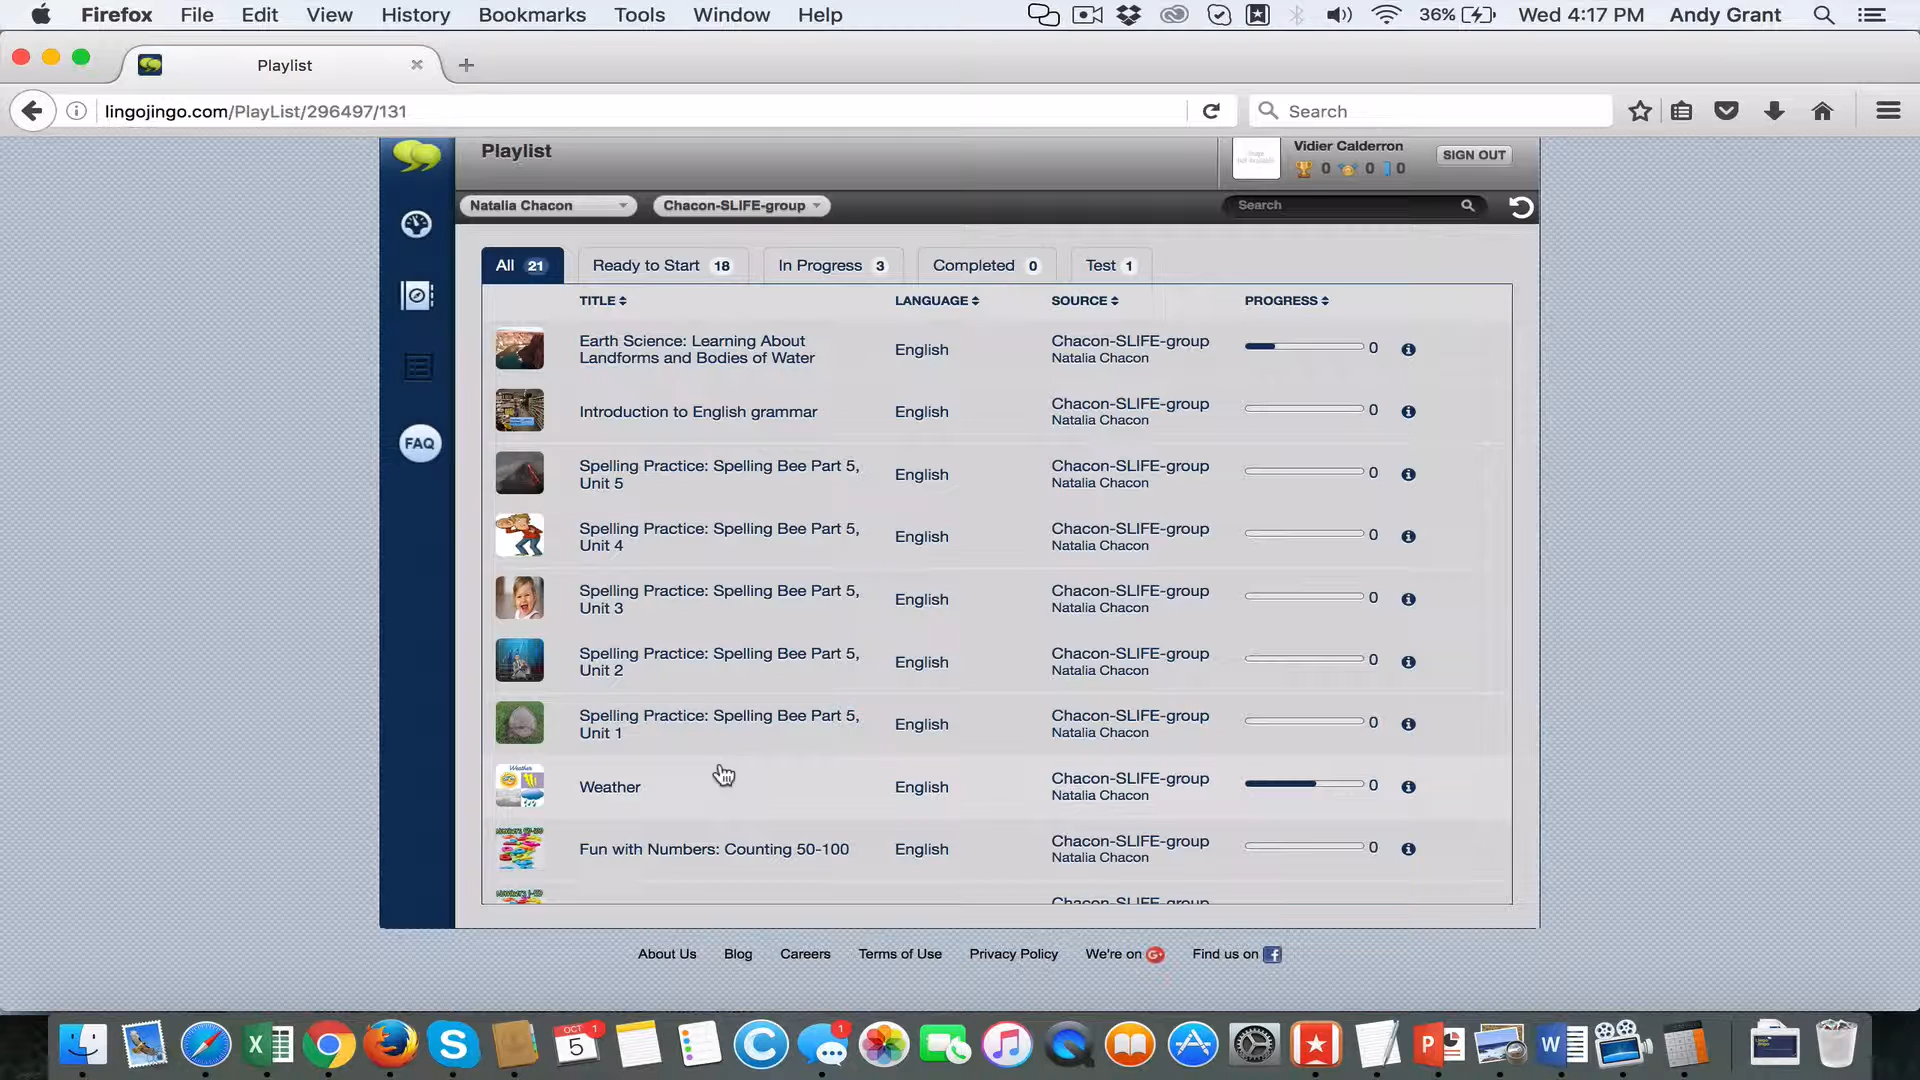 Firefox File Edit View History Bookmarks Tools Window Help 36% Wed 4:17 PM Andy Grant
Playlist
lingojingo.com/PlayList/296497/131 Search
Playlist Vidier Calderron SIGN OUT
0 0 0
Natalia Chacon Chacon-SLIFE-group Search
All 21 Ready to Start 18 In Progress 3 Completed 0 Test 1
TITLE LANGUAGE SOURCE PROGRESS
Earth Science: Learning About
Landforms and Bodies of Water
English
Chacon-SLIFE-group
Natalia Chacon
0
Introduction to English grammar
English
Chacon-SLIFE-group
Natalia Chacon
0
Spelling Practice: Spelling Bee Part 5,
Unit 5
English
Chacon-SLIFE-group
Natalia Chacon
0
Spelling Practice: Spelling Bee Part 5,
Unit 4
English
Chacon-SLIFE-group
Natalia Chacon
0
Spelling Practice: Spelling Bee Part 5,
Unit 3
English
Chacon-SLIFE-group
Natalia Chacon
0
Spelling Practice: Spelling Bee Part 5,
Unit 2
English
Chacon-SLIFE-group
Natalia Chacon
0
Spelling Practice: Spelling Bee Part 5,
Unit 1
English
Chacon-SLIFE-group
Natalia Chacon
0
Weather
Weather
English
Chacon-SLIFE-group
Natalia Chacon
0
Fun with Numbers: Counting 50-100
English
Chacon-SLIFE-group
Natalia Chacon
0
Chacon-SLIFE-group
FAQ
About Us Blog Careers Terms of Use Privacy Policy We're on G+ Find us on f
OCT 1
5
1